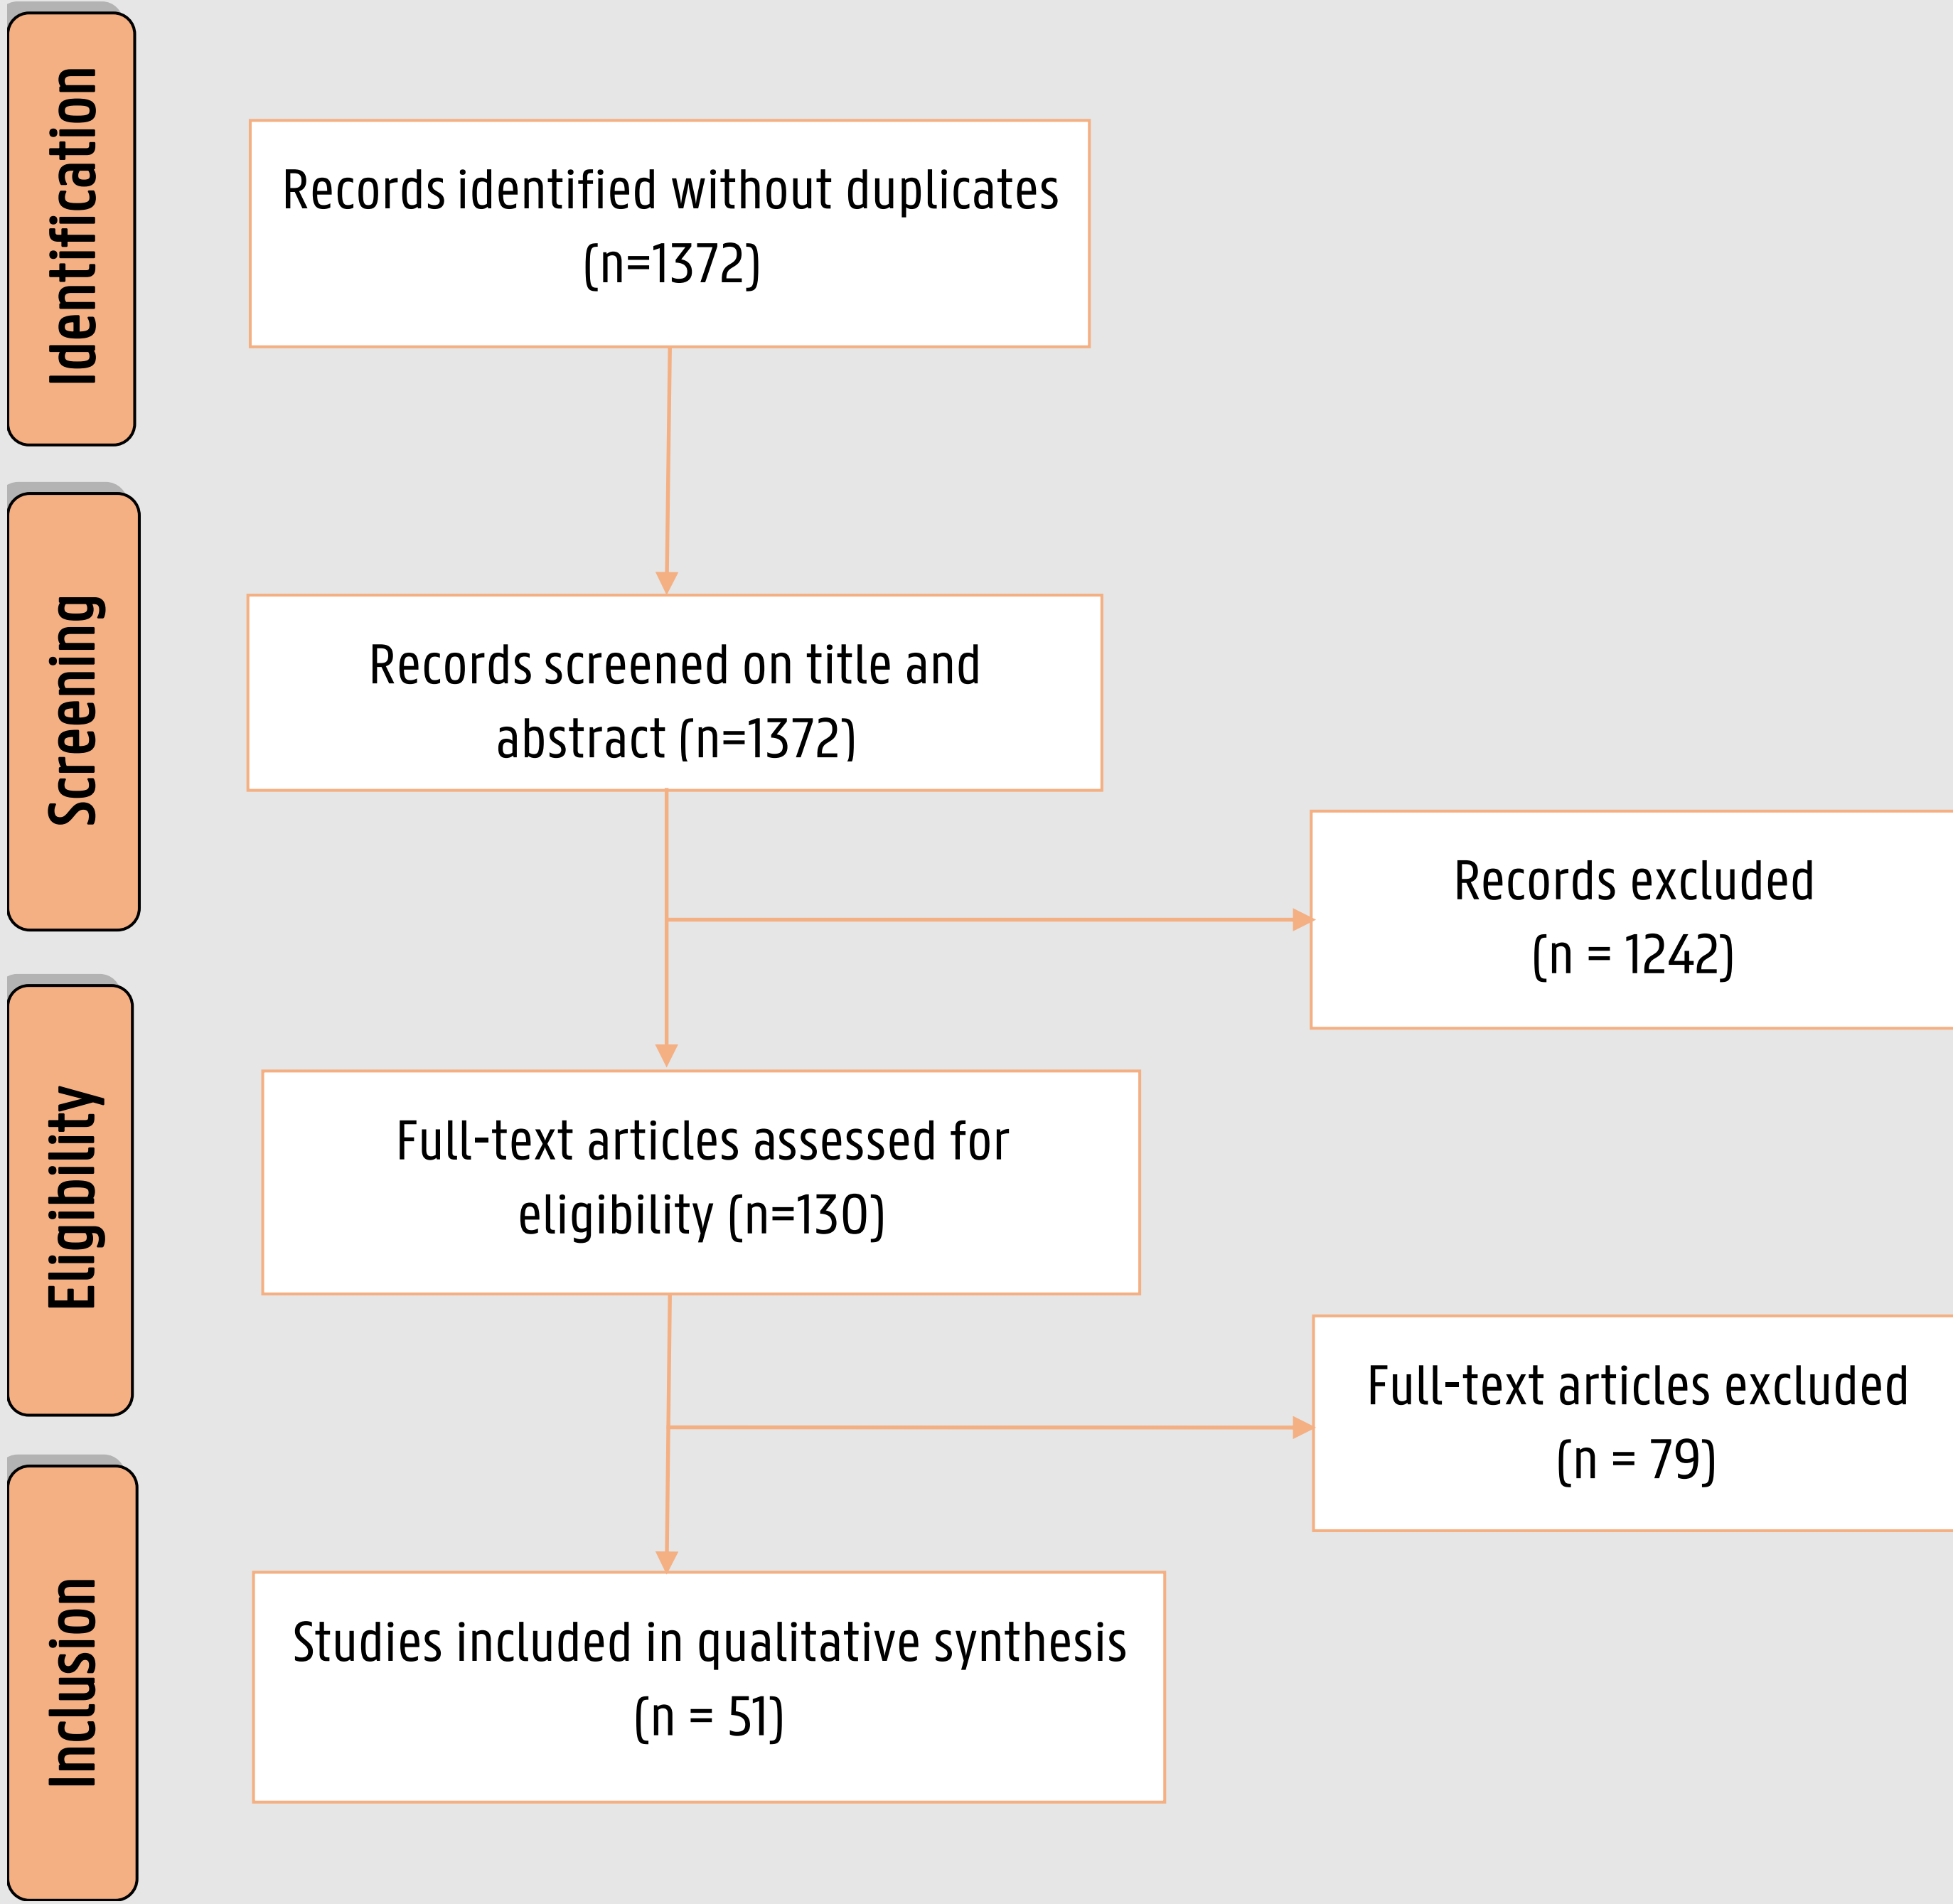 Identification
Records identified without duplicates
(n=1372)
Screening
Records screened on title and
abstract (n=1372)
Records excluded
(n = 1242)
Eligibility
Full-text articles assessed for
eligibility (n=130)
Full-text articles excluded
(n = 79)
Inclusion
Studies included in qualitative synthesis
(n = 51)